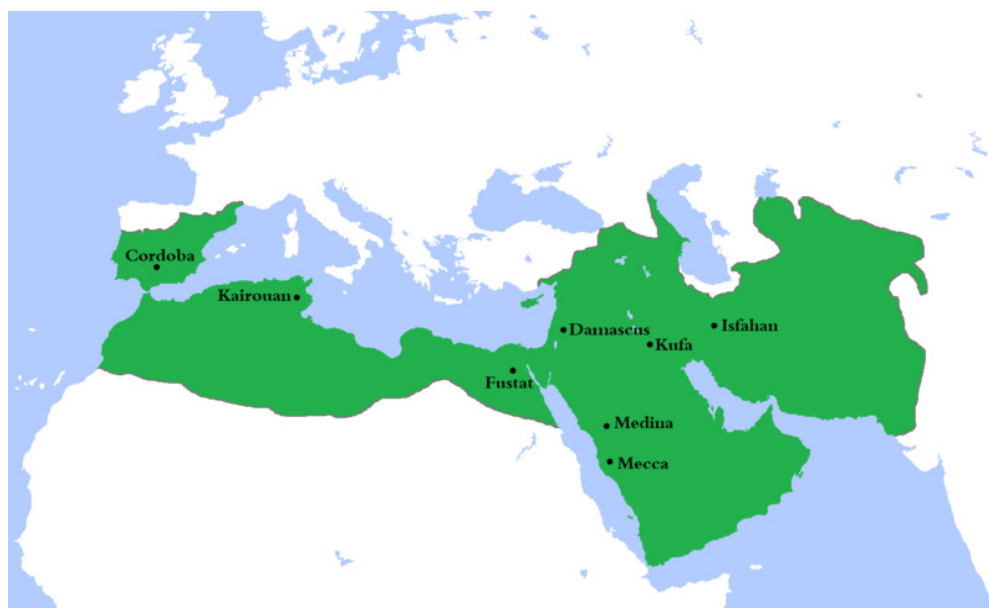 Cordoba
Kairouan
Damascus
Isfahan
Kufa
Fustat
Medina
Mecca